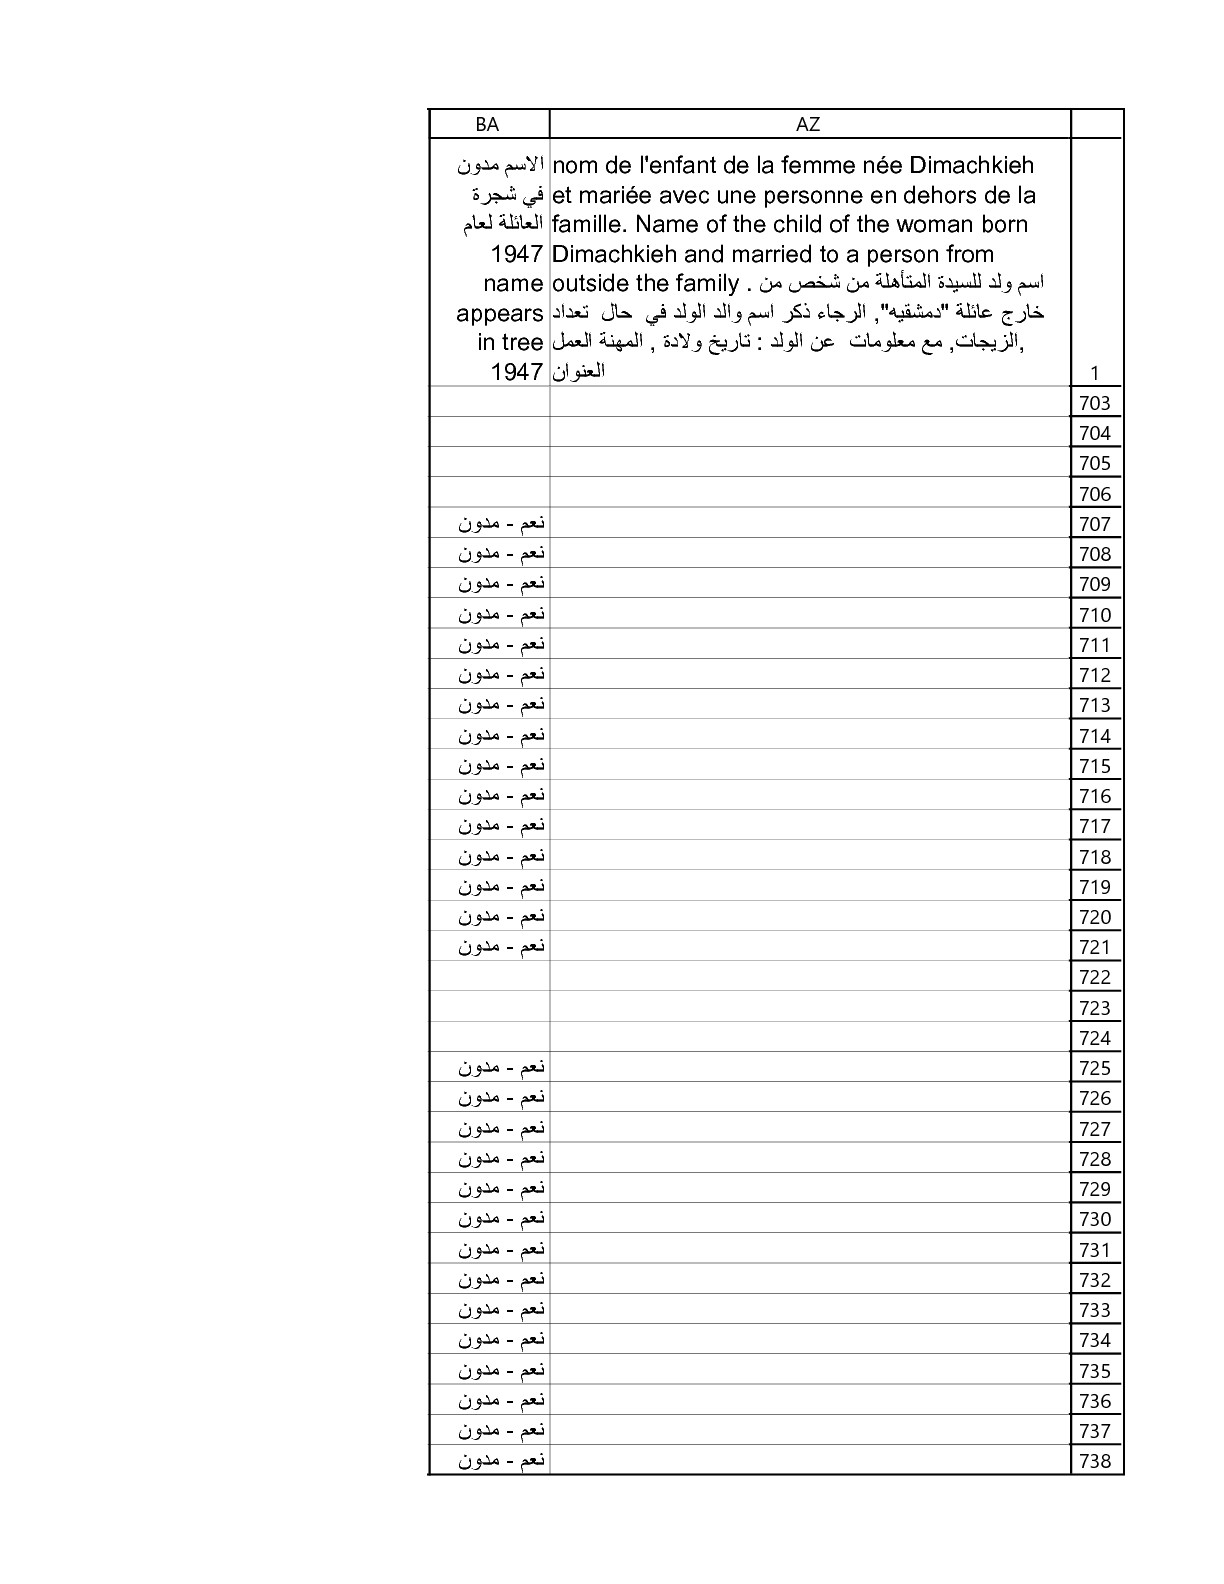 BA AZ
الاسم مدون
في شجرة
العائلة لعام
1947
name
appears
in tree
1947
nom de l'enfant de la femme née Dimachkieh
et mariée avec une personne en dehors de la
famille. Name of the child of the woman born
Dimachkieh and married to a person from
outside the family . اسم ولد للسيدة المتأهلة من شخص من
خارج عائلة "دمشقيه", الرجاء ذكر اسم والد الولد في حال تعداد
الزيجات, مع معلومات عن الولد : تاريخ ولادة , المهنة العمل,
العنوان
1
703
704
705
706
نعم - مدون 707
نعم - مدون 708
نعم - مدون 709
نعم - مدون 710
نعم - مدون 711
نعم - مدون 712
نعم - مدون 713
نعم - مدون 714
نعم - مدون 715
نعم - مدون 716
نعم - مدون 717
نعم - مدون 718
نعم - مدون 719
نعم - مدون 720
نعم - مدون 721
722
723
724
نعم - مدون 725
نعم - مدون 726
نعم - مدون 727
نعم - مدون 728
نعم - مدون 729
نعم - مدون 730
نعم - مدون 731
نعم - مدون 732
نعم - مدون 733
نعم - مدون 734
نعم - مدون 735
نعم - مدون 736
نعم - مدون 737
نعم - مدون 738